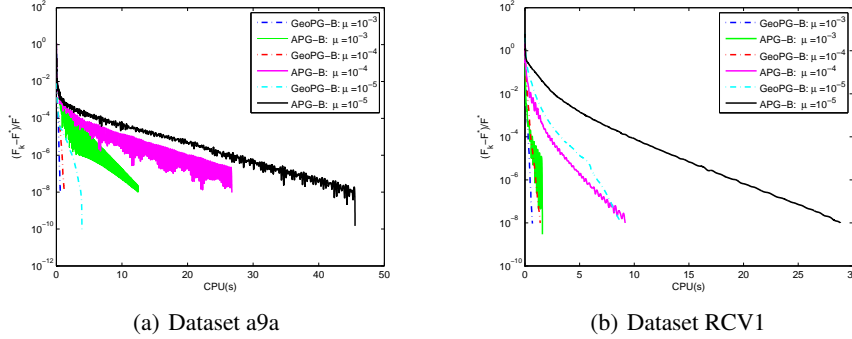 10^2
10^0
10^-2
10^-4
10^-6
10^-8
10^-10
10^-12
(F_k−F^*)/F^*
0 10 20 30 40 50
CPU(s)
GeoPG−B: μ=10^−3
APG−B: μ=10^−3
GeoPG−B: μ=10^−4
APG−B: μ=10^−4
GeoPG−B: μ=10^−5
APG−B: μ=10^−5
(a) Dataset a9a
10^2
10^0
10^-2
10^-4
10^-6
10^-8
10^-10
(F_k−F^*)/F^*
0 5 10 15 20 25 30
CPU(s)
GeoPG−B: μ=10^−3
APG−B: μ=10^−3
GeoPG−B: μ=10^−4
APG−B: μ=10^−4
GeoPG−B: μ=10^−5
APG−B: μ=10^−5
(b) Dataset RCV1